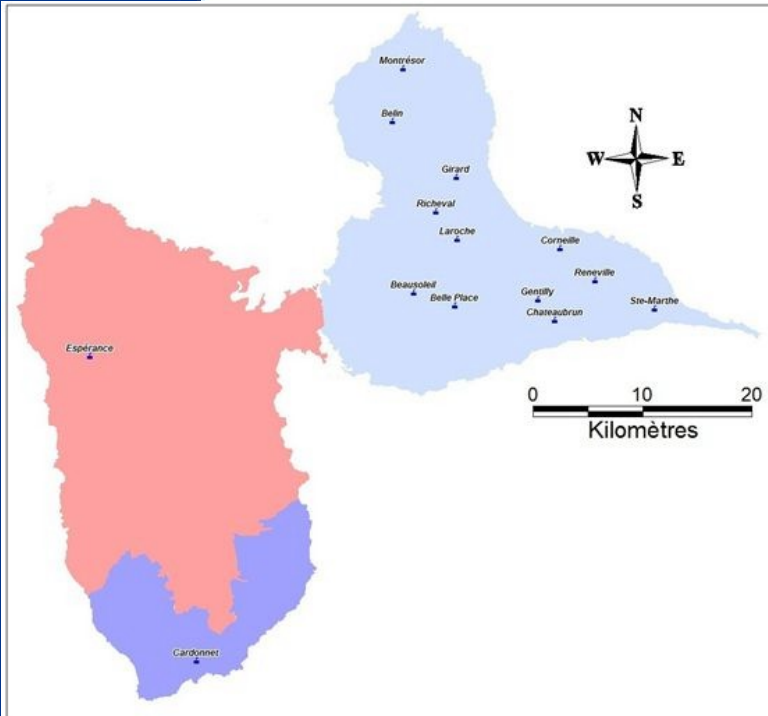 Montrésor
Belin
N
W E
S
Girard
Richeval
Laroche
Corneille
Reneville
Beausoleil
Gentilly
Belle Place
Ste-Marthe
Chateaubrun
Espérance
0 10 20
Kilomètres
Cardonnet